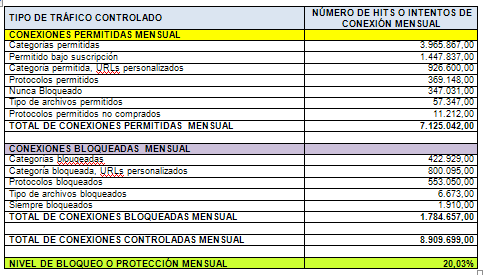 TIPO DE TRÁFICO CONTROLADO
NÚMERO DE HITS O INTENTOS DE
CONEXIÓN MENSUAL
CONEXIONES PERMITIDAS MENSUAL
Categorías permitidas 3.965.867,00
Permitido bajo suscripción 1.447.837,00
Categoría permitida, URLs personalizados 926.600,00
Protocolos permitidos 369.148,00
Nunca Bloqueado 347.031,00
Tipo de archivos permitidos 57.347,00
Protocolos permitidos no comprados 11.212,00
TOTAL DE CONEXIONES PERMITIDAS MENSUAL 7.125.042,00
CONEXIONES BLOQUEADAS MENSUAL
Categorías blouqeadas 422.929,00
Categoría bloqueada, URLs personalizados 800.095,00
Protocolos bloqueados 553.050,00
Tipo de archivos bloqueados 6.673,00
Siempre bloqueados 1.910,00
TOTAL DE CONEXIONES BLOQUEADAS MENSUAL 1.784.657,00
TOTAL DE CONEXIONES CONTROLADAS MENSUAL 8.909.699,00
NIVEL DE BLOQUEO O PROTECCIÓN MENSUAL 20,03%